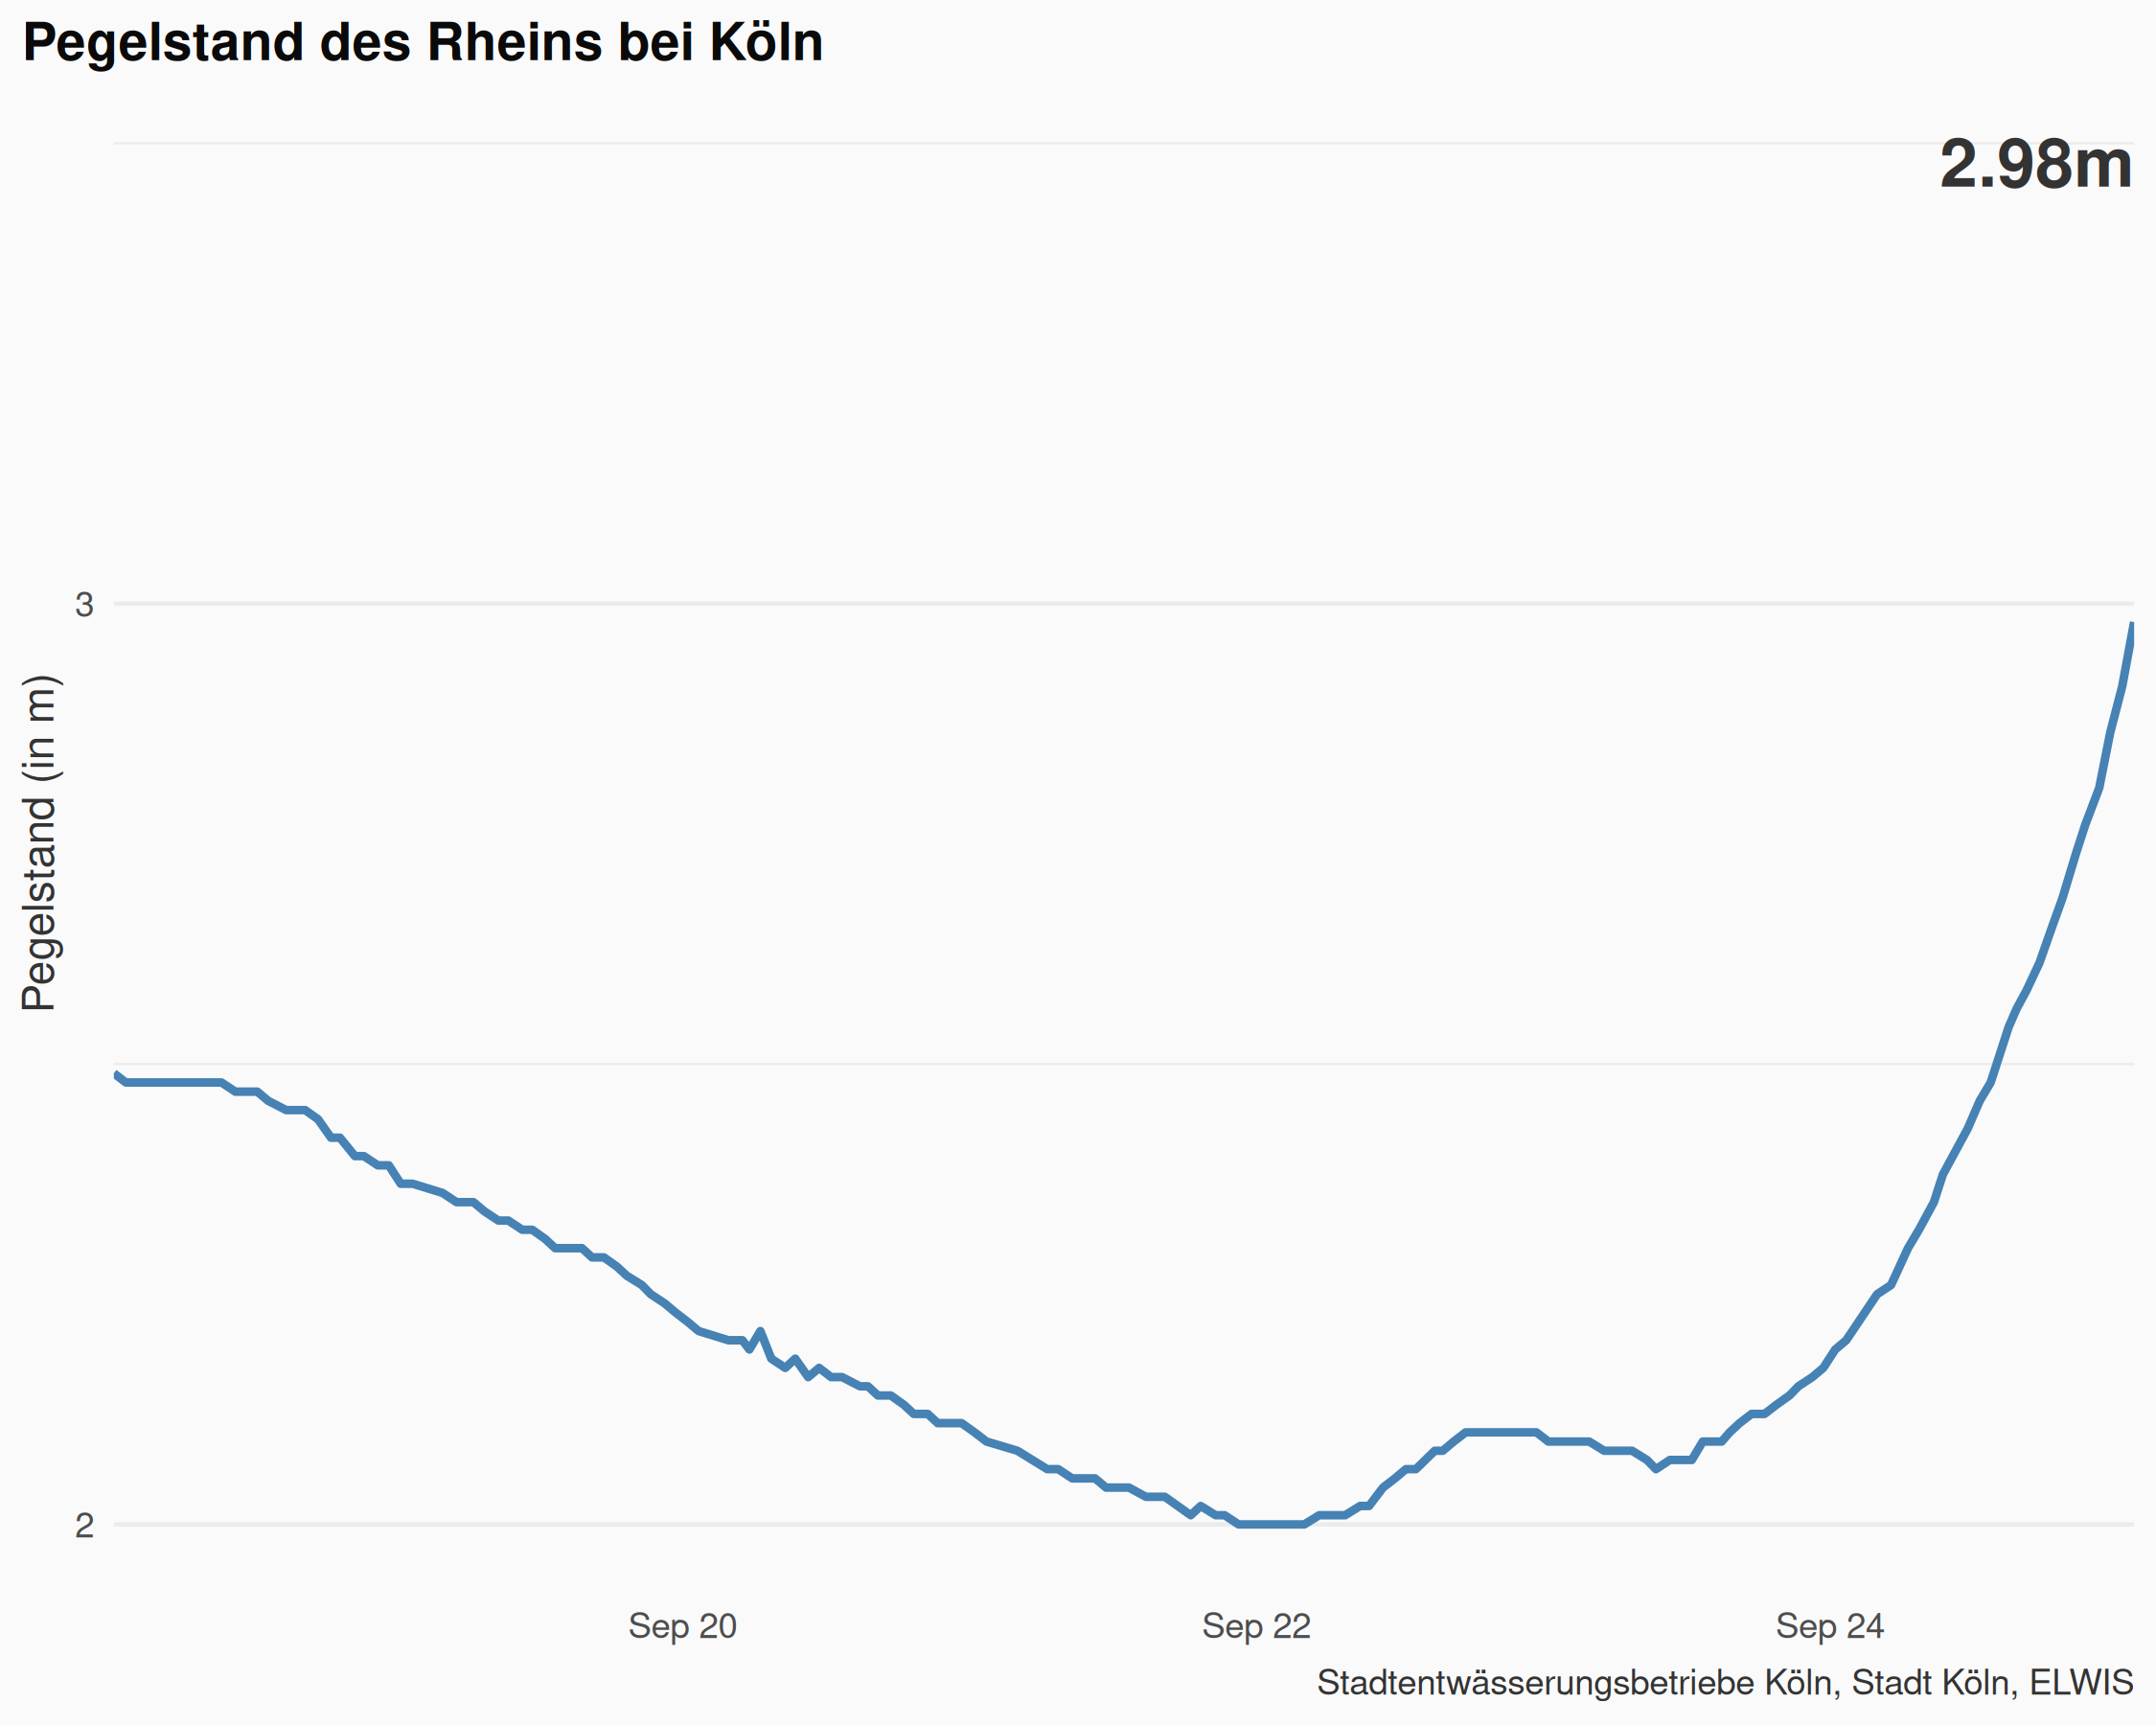 Pegelstand des Rheins bei Köln
2.98m
3
Pegelstand (in m)
2
Sep 20
Sep 22
Sep 24
Stadtentwässerungsbetriebe Köln, Stadt Köln, ELWIS